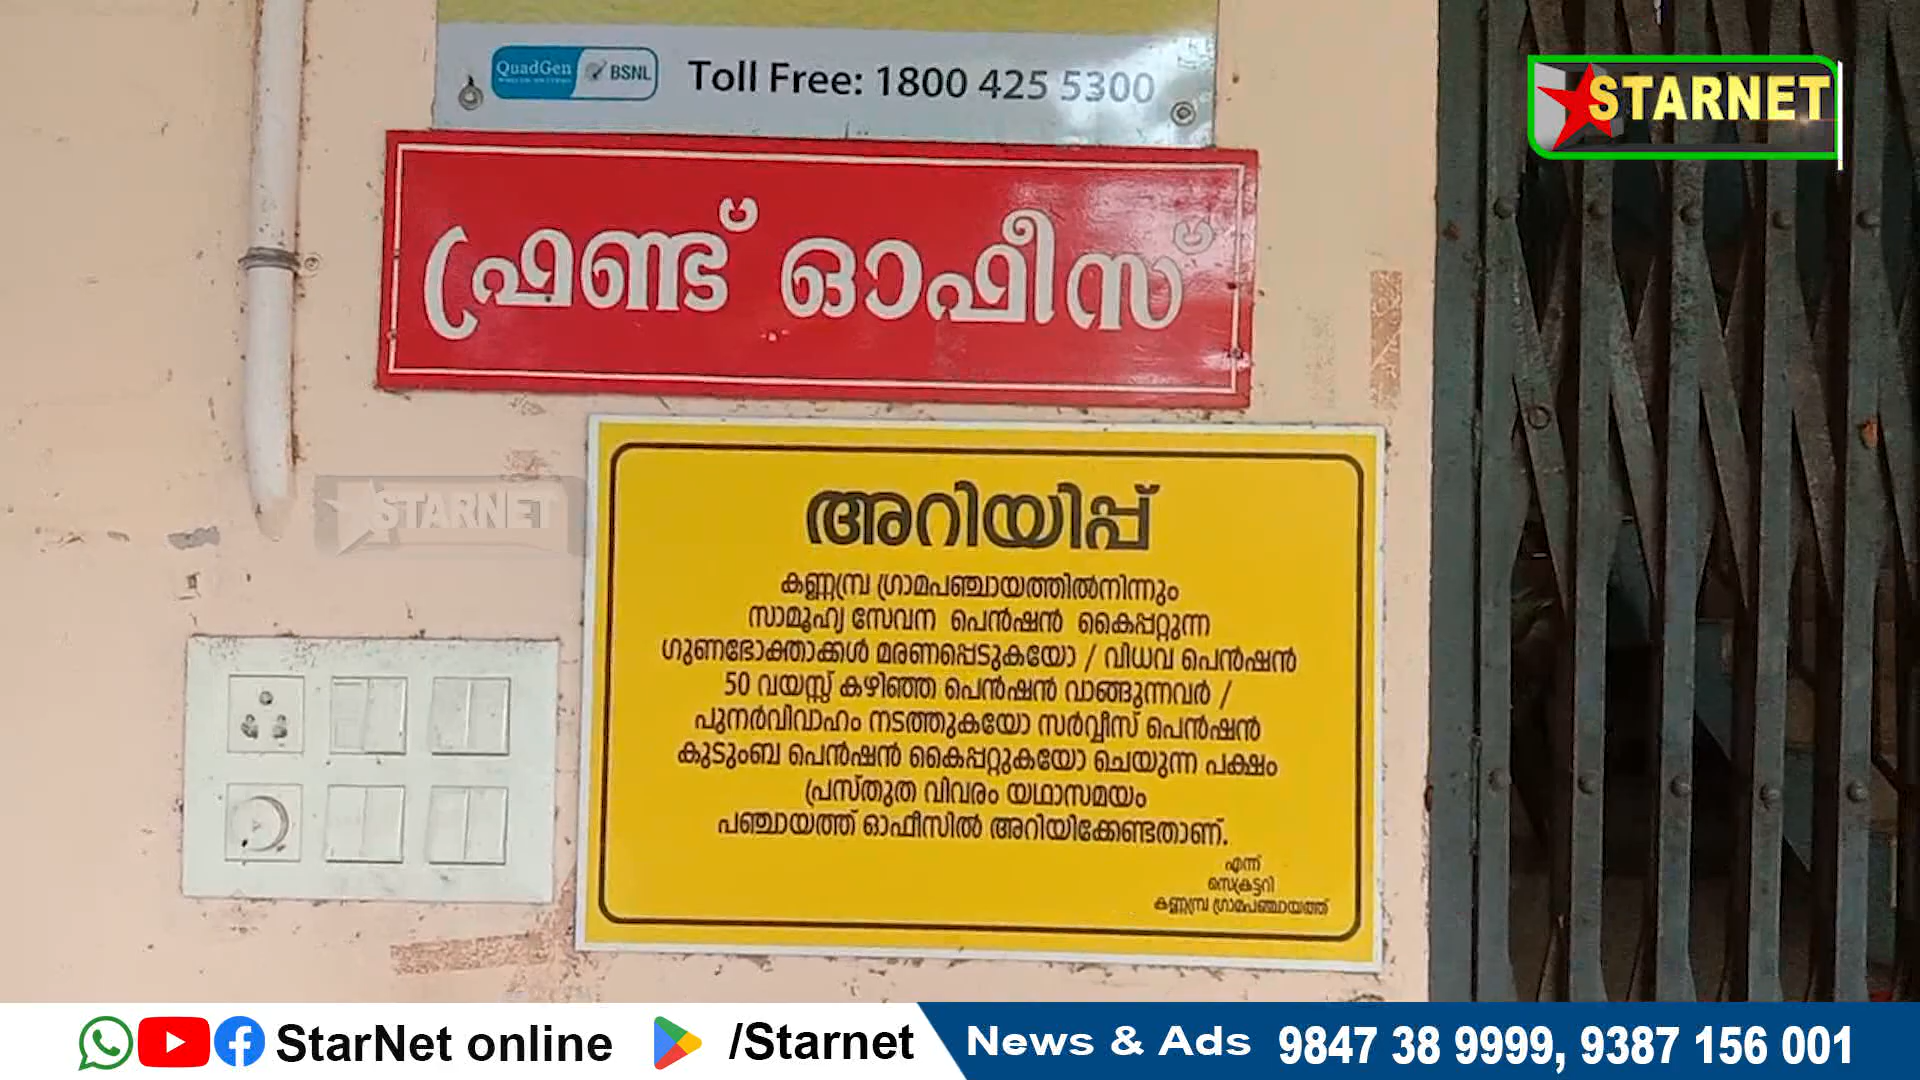 QuadGen BSNL Toll Free: 1800 425 5300
STARNET
ഫ്രണ്ട് ഓഫീസ്
അറിയിപ്പ്
കണ്ണമ്പ്ര ഗ്രാമപഞ്ചായത്തിൽനിന്നും
സാമൂഹ്യ സേവന പെൻഷൻ കൈപ്പറ്റുന്ന
ഗുണഭോക്താക്കൾ മരണപ്പെടുകയോ / വിധവ പെൻഷൻ
50 വയസ്സ് കഴിഞ്ഞ പെൻഷൻ വാങ്ങുന്നവർ /
പുനർവിവാഹം നടത്തുകയോ സർവ്വീസ് പെൻഷൻ
കുടുംബ പെൻഷൻ കൈപ്പറ്റുകയോ ചെയുന്ന പക്ഷം
പ്രസ്തുത വിവരം യഥാസമയം
പഞ്ചായത്ത് ഓഫീസിൽ അറിയിക്കേണ്ടതാണ്.
എന്ന്
സെക്രട്ടറി
കണ്ണമ്പ്ര ഗ്രാമപഞ്ചായത്ത്
STARNET
StarNet online /Starnet News & Ads 9847 38 9999, 9387 156 001